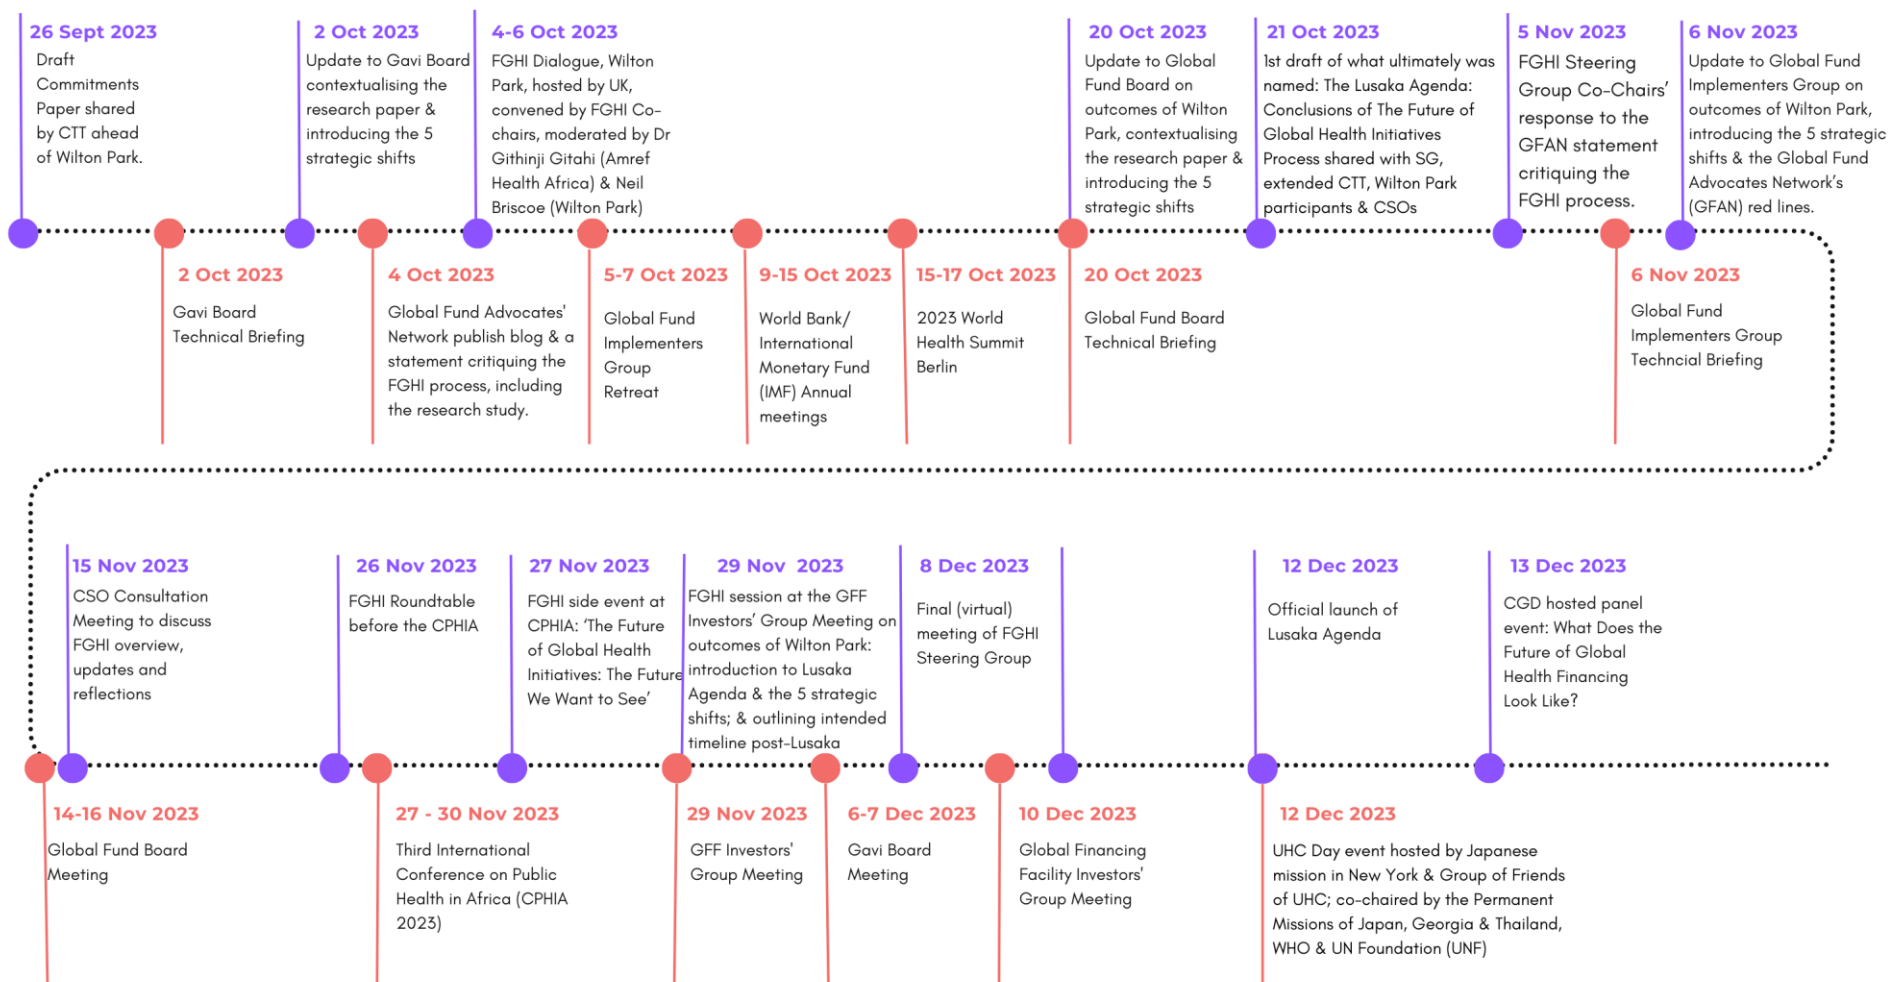 26 Sept 2023
Draft
Commitments
Paper shared
by CTT ahead
of Wilton Park.
2 Oct 2023
Update to Gavi Board
contextualising the
research paper &
introducing the 5
strategic shifts
4-6 Oct 2023
FGHI Dialogue, Wilton
Park, hosted by UK,
convened by FGHI Co-
chairs, moderated by Dr
Githinji Gitahi (Amref
Health Africa) & Neil
Briscoe (Wilton Park)
20 Oct 2023
Update to Global
Fund Board on
outcomes of Wilton
Park, contextualising
the research paper &
introducing the 5
strategic shifts
21 Oct 2023
1st draft of what ultimately was
named: The Lusaka Agenda:
Conclusions of The Future of
Global Health Initiatives
Process shared with SG,
extended CTT, Wilton Park
participants & CSOs
5 Nov 2023
FGHI Steering
Group Co-Chairs'
response to the
GFAN statement
critiquing the
FGHI process.
6 Nov 2023
Update to Global Fund
Implementers Group on
outcomes of Wilton Park,
introducing the 5 strategic
shifts & the Global Fund
Advocates Network's
(GFAN) red lines.
2 Oct 2023
Gavi Board
Technical Briefing
4 Oct 2023
Global Fund Advocates'
Network publish blog & a
statement critiquing the
FGHI process, including
the research study.
5-7 Oct 2023
Global Fund
Implementers
Group
Retreat
9-15 Oct 2023
World Bank/
International
Monetary Fund
(IMF) Annual
meetings
15-17 Oct 2023
2023 World
Health Summit
Berlin
20 Oct 2023
Global Fund Board
Technical Briefing
6 Nov 2023
Global Fund
Implementers Group
Techncial Briefing
15 Nov 2023
CSO Consultation
Meeting to discuss
FGHI overview,
updates and
reflections
26 Nov 2023
FGHI Roundtable
before the CPHIA
27 Nov 2023
FGHI side event at
CPHIA: 'The Future
of Global Health
Initiatives: The Future
We Want to See'
29 Nov 2023
FGHI session at the GFF
Investors' Group Meeting on
outcomes of Wilton Park:
introduction to Lusaka
Agenda & the 5 strategic
shifts; & outlining intended
timeline post-Lusaka
8 Dec 2023
Final (virtual)
meeting of FGHI
Steering Group
12 Dec 2023
Official launch of
Lusaka Agenda
13 Dec 2023
CGD hosted panel
event: What Does the
Future of Global
Health Financing
Look Like?
14-16 Nov 2023
Global Fund Board
Meeting
27 - 30 Nov 2023
Third International
Conference on Public
Health in Africa (CPHIA
2023)
29 Nov 2023
GFF Investors'
Group Meeting
6-7 Dec 2023
Gavi Board
Meeting
10 Dec 2023
Global Financing
Facility Investors'
Group Meeting
12 Dec 2023
UHC Day event hosted by Japanese
mission in New York & Group of Friends
of UHC; co-chaired by the Permanent
Missions of Japan, Georgia & Thailand,
WHO & UN Foundation (UNF)